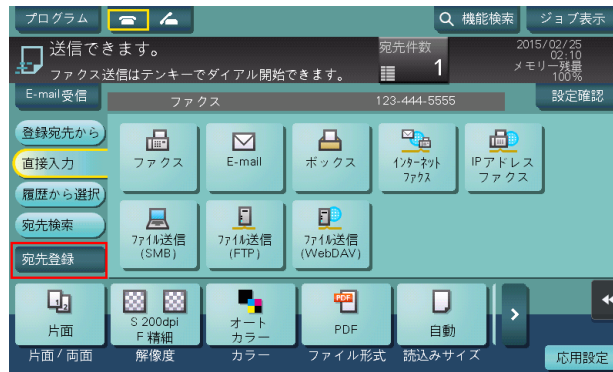 プログラム
機能検索
ジョブ表示
送信できます。
ファクス送信はテンキーでダイアル開始できます。
宛先件数
1
2015/02/25
02:10
メモリー残量
100%
E-mail受信
ファクス
123-444-5555
設定確認
登録宛先から
直接入力
履歴から選択
宛先検索
宛先登録
ファクス
E-mail
ボックス
インターネット
ファクス
IPアドレス
ファクス
ファイル送信
(SMB)
ファイル送信
(FTP)
ファイル送信
(WebDAV)
片面
S 200dpi
F 精細
オート
カラー
PDF
PDF
自動
片面 / 両面
解像度
カラー
ファイル形式
読込みサイズ
応用設定